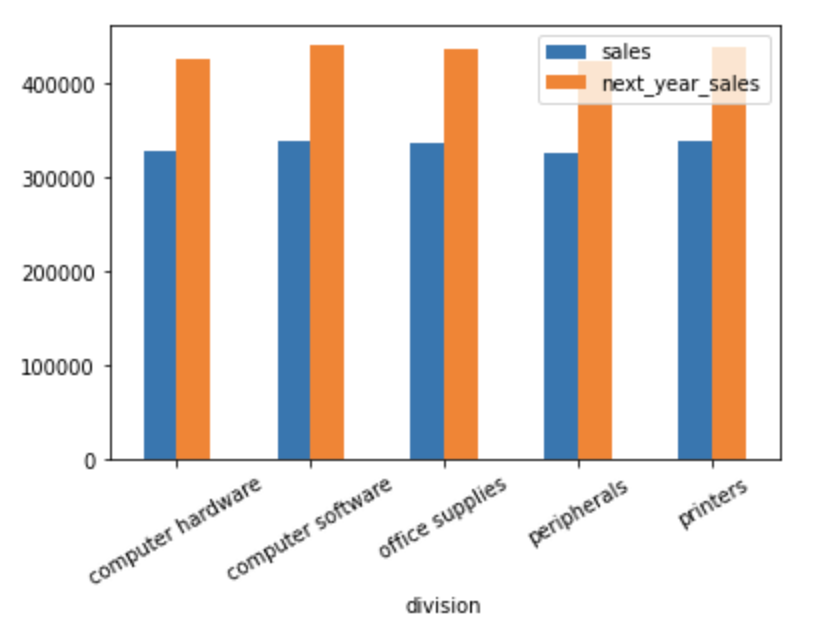 sales
next_year_sales
400000
300000
200000
100000
0
computer hardware
computer software
office supplies
peripherals
printers
division